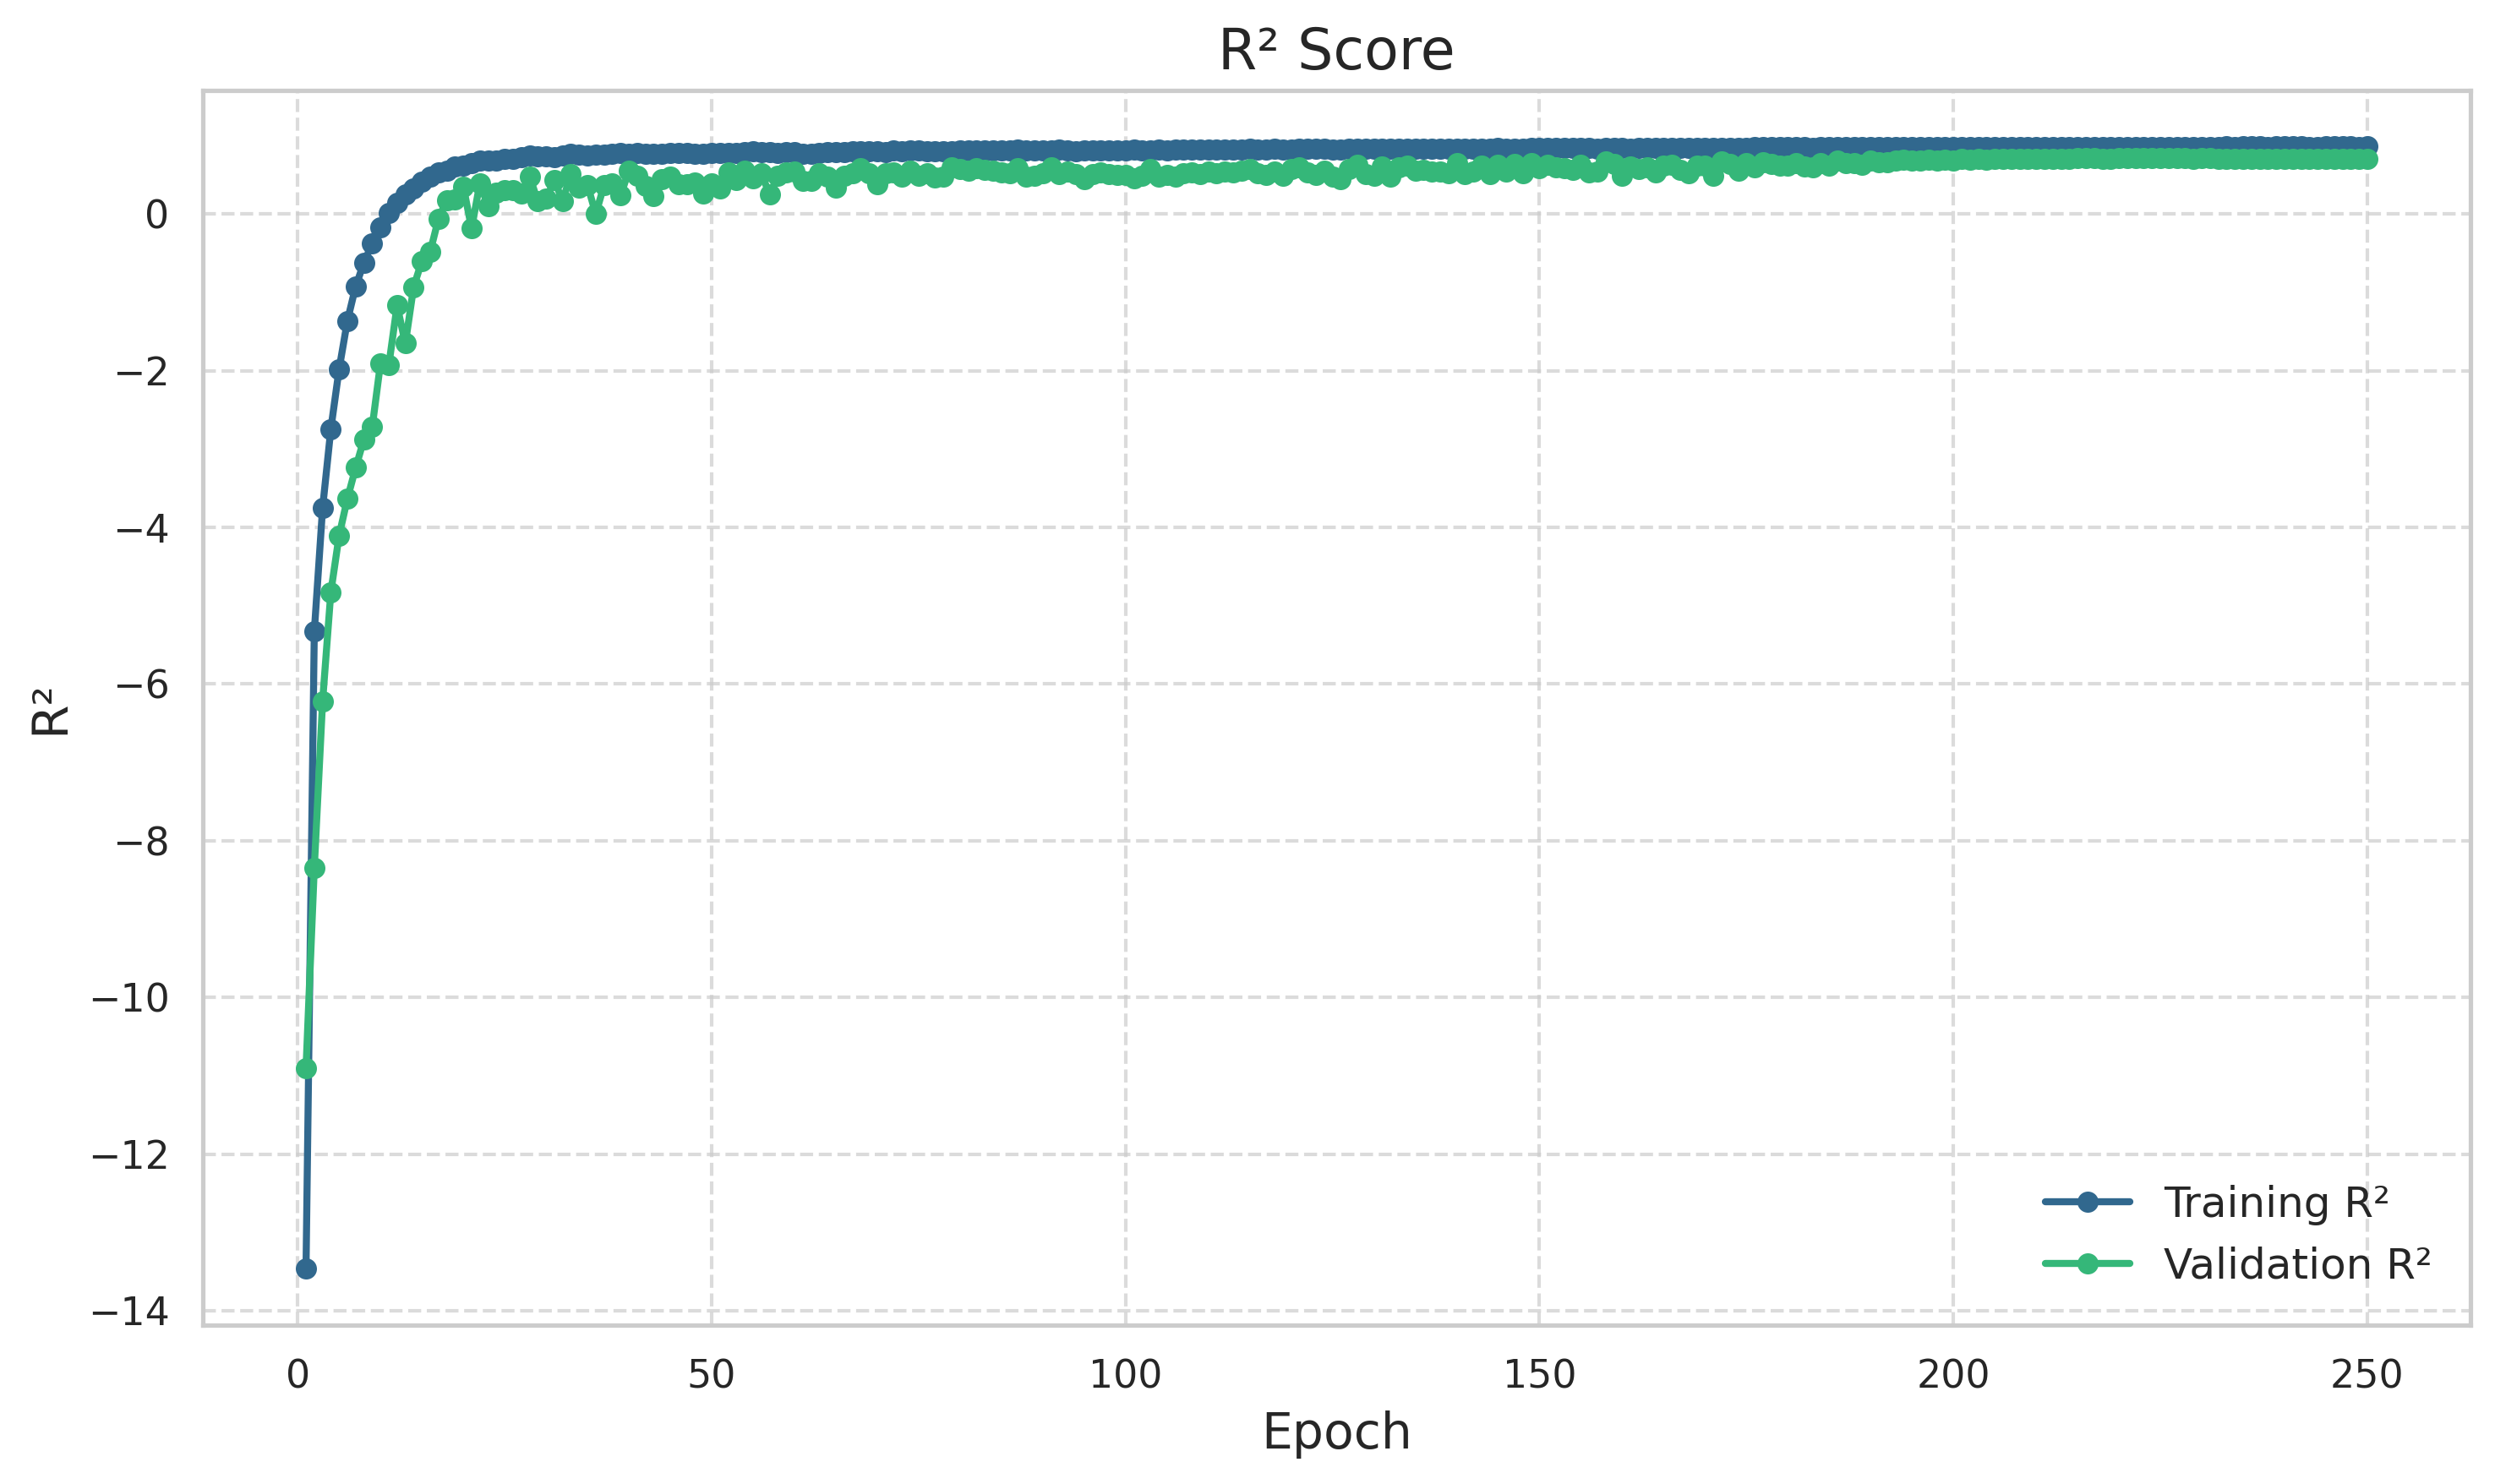 R² Score
R²
0
−2
−4
−6
−8
−10
−12
−14
0 50 100 150 200 250
Epoch
Training R²
Validation R²